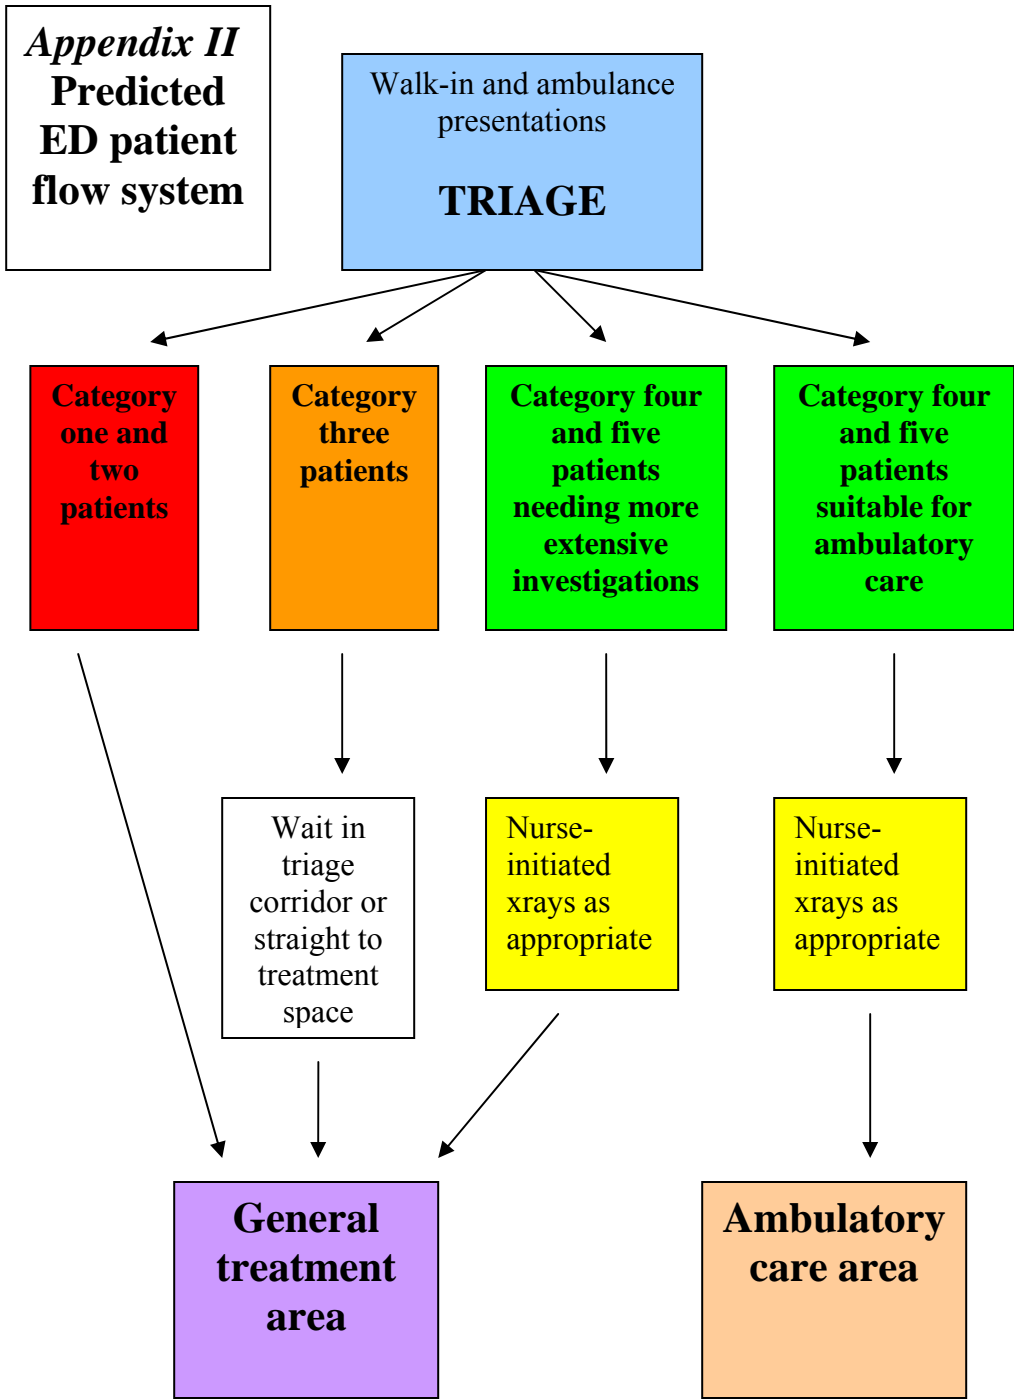 Appendix II
Predicted
ED patient
flow system
Walk-in and ambulance
presentations
TRIAGE
Category
one and
two
patients
Category
three
patients
Category four
and five
patients
needing more
extensive
investigations
Category four
and five
patients
suitable for
ambulatory
care
Wait in
triage
corridor or
straight to
treatment
space
Nurse-
initiated
xrays as
appropriate
Nurse-
initiated
xrays as
appropriate
General
treatment
area
Ambulatory
care area